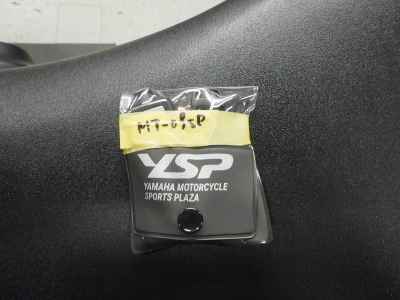 MT-09SP
YSP
YAMAHA MOTORCYCLE
SPORTS PLAZA